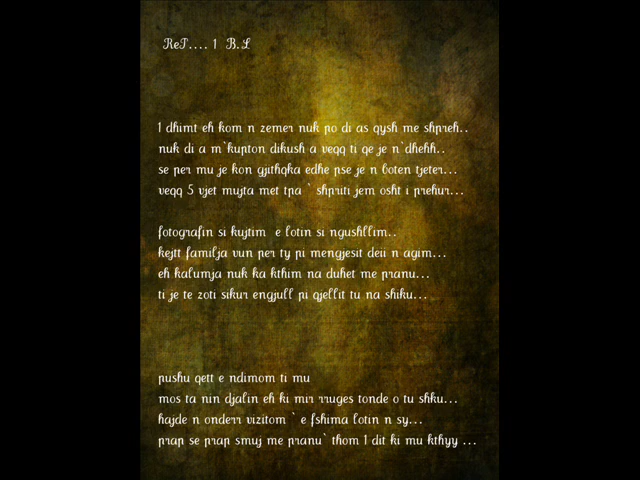 ReF.... 1 B.L
1 dhimt eh kom n zemer nuk po di as qysh me shpreh..
nuk di a m`kupton dikush a veqq ti qe je n`dhehh..
se per mu je kon gjithqka edhe pse je n boten tjeter...
veqq 5 vjet mujta met tpa ` shpriti jem osht i prehur...
fotografin si kujtim e lotin si ngushllim..
kejtt familja vun per ty pi mengjesit deii n agim...
eh kalumja nuk ka kthim na duhet me pranu...
ti je te zoti sikur engjull pi qjellit tu na shiku...
pushu qett e ndimom ti mu
mos ta nin djalin eh ki mir rruges tonde o tu shku...
hajde n onderr vizitom ` e fshima lotin n sy...
prap se prap smuj me pranu` thom 1 dit ki mu kthyy ...